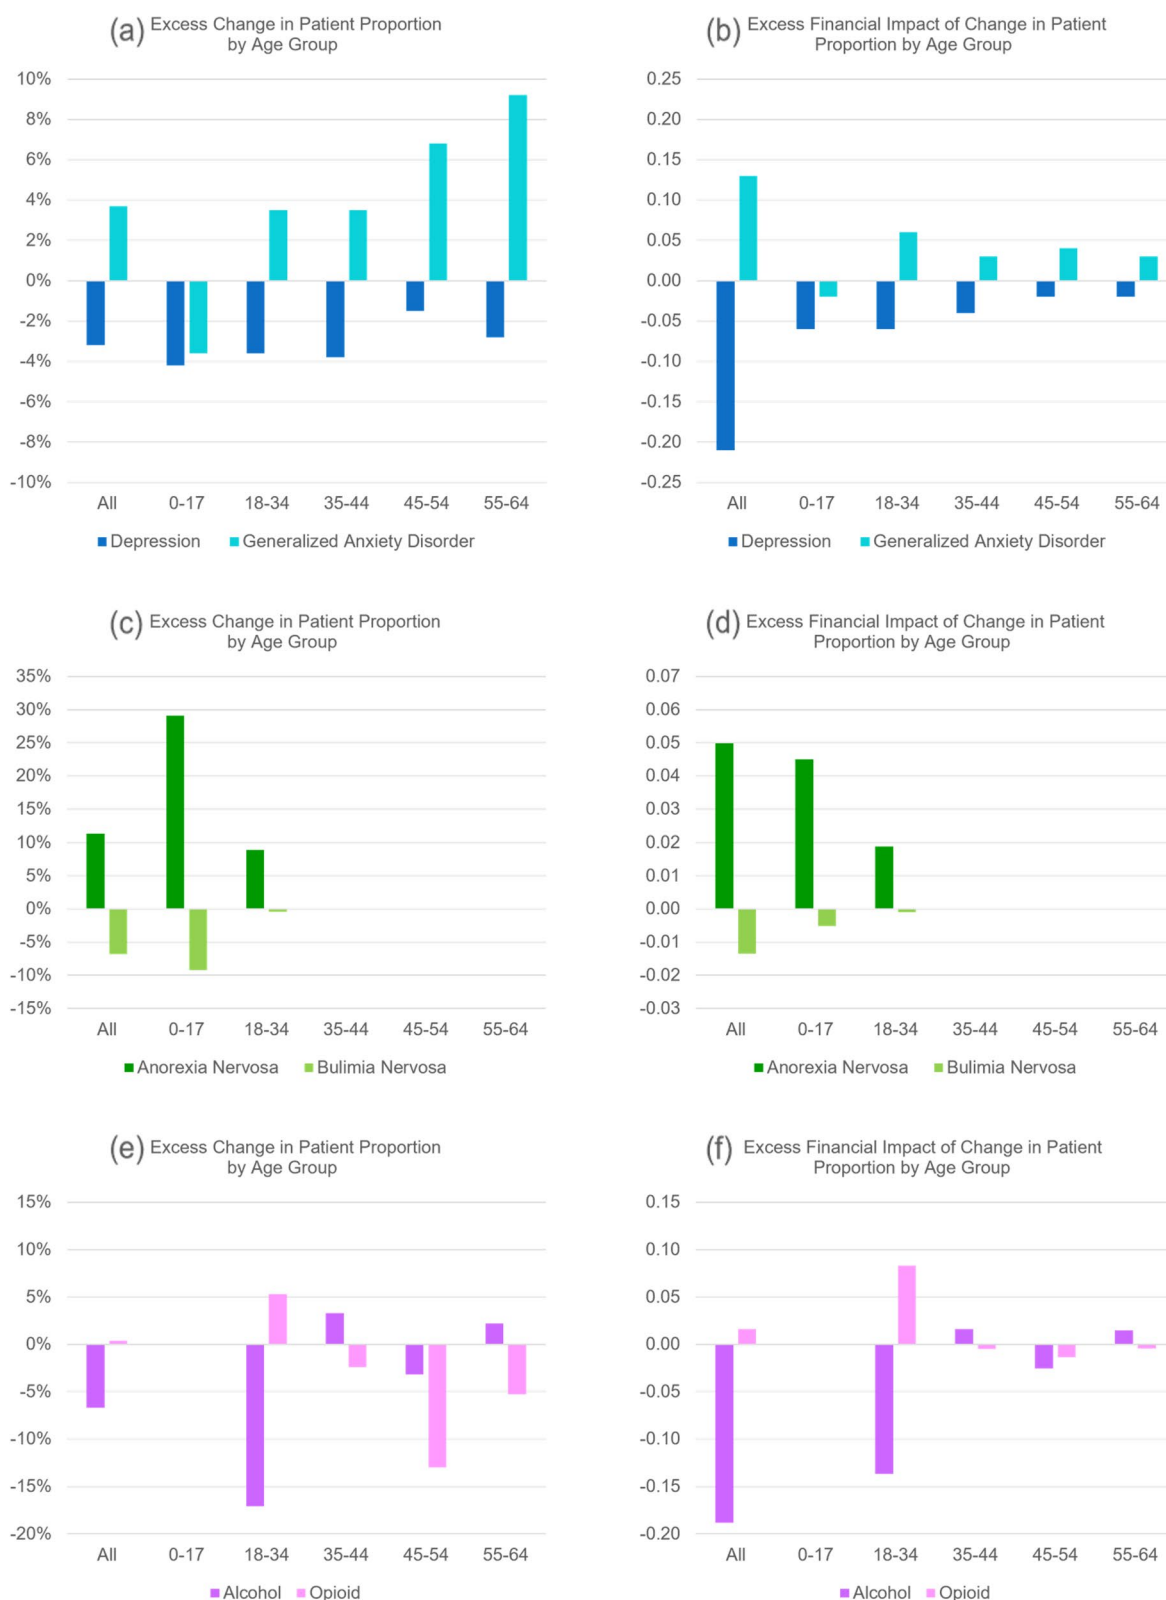 (a) Excess Change in Patient Proportion
by Age Group
10%
8%
6%
4%
2%
0%
-2%
-4%
-6%
-8%
-10%
All 0-17 18-34 35-44 45-54 55-64
Depression Generalized Anxiety Disorder
(b) Excess Financial Impact of Change in Patient
Proportion by Age Group
0.25
0.20
0.15
0.10
0.05
0.00
-0.05
-0.10
-0.15
-0.20
-0.25
All 0-17 18-34 35-44 45-54 55-64
Depression Generalized Anxiety Disorder
(c) Excess Change in Patient Proportion
by Age Group
35%
30%
25%
20%
15%
10%
5%
0%
-5%
-10%
-15%
All 0-17 18-34 35-44 45-54 55-64
Anorexia Nervosa Bulimia Nervosa
(d) Excess Financial Impact of Change in Patient
Proportion by Age Group
0.07
0.06
0.05
0.04
0.03
0.02
0.01
0.00
-0.01
-0.02
-0.03
All 0-17 18-34 35-44 45-54 55-64
Anorexia Nervosa Bulimia Nervosa
(e) Excess Change in Patient Proportion
by Age Group
15%
10%
5%
0%
-5%
-10%
-15%
-20%
All 0-17 18-34 35-44 45-54 55-64
Alcohol Opioid
(f) Excess Financial Impact of Change in Patient
Proportion by Age Group
0.15
0.10
0.05
0.00
-0.05
-0.10
-0.15
-0.20
All 0-17 18-34 35-44 45-54 55-64
Alcohol Opioid